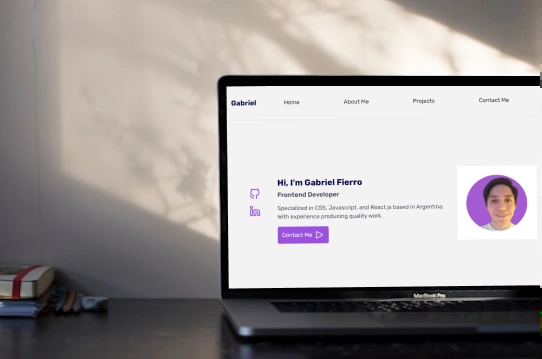 Gabriel
Home
About Me
Projects
Contact Me
Hi, I'm Gabriel Fierro
Frontend Developer
Specialized in CSS, Javascript, and React js based in Argentina.
With experience producing quality work.
Contact Me
MacBook Pro